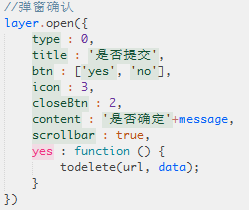 //弹窗确认
layer.open({
    type : 0,
    title : '是否提交',
    btn : ['yes', 'no'],
    icon : 3,
    closeBtn : 2,
    content : '是否确定'+message,
    scrollbar : true,
    yes : function () {
        todelete(url, data);
    }
})